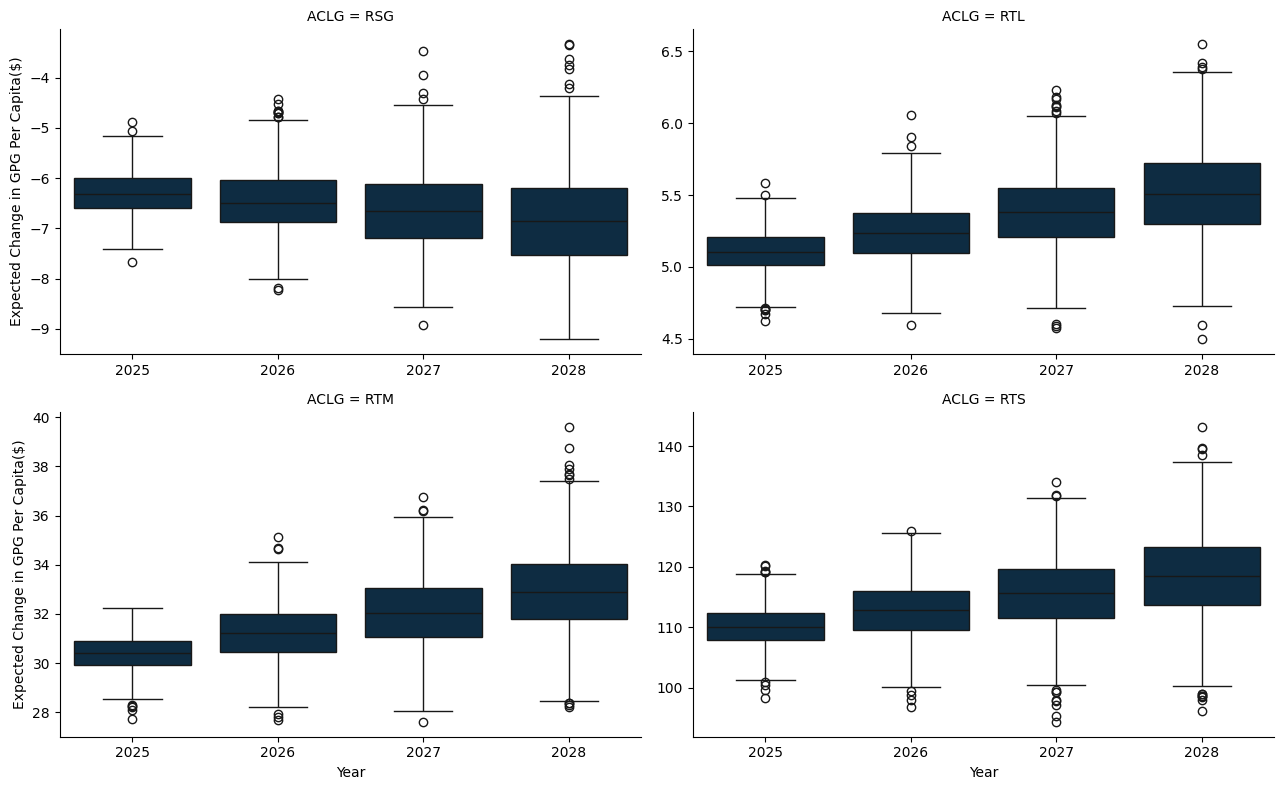 ACLG = RSG
Expected Change in GPG Per Capita($)
−4
−5
−6
−7
−8
−9
2025 2026 2027 2028
ACLG = RTL
6.5
6.0
5.5
5.0
4.5
2025 2026 2027 2028
ACLG = RTM
Expected Change in GPG Per Capita($)
40
38
36
34
32
30
28
2025 2026 2027 2028
Year
ACLG = RTS
140
130
120
110
100
2025 2026 2027 2028
Year